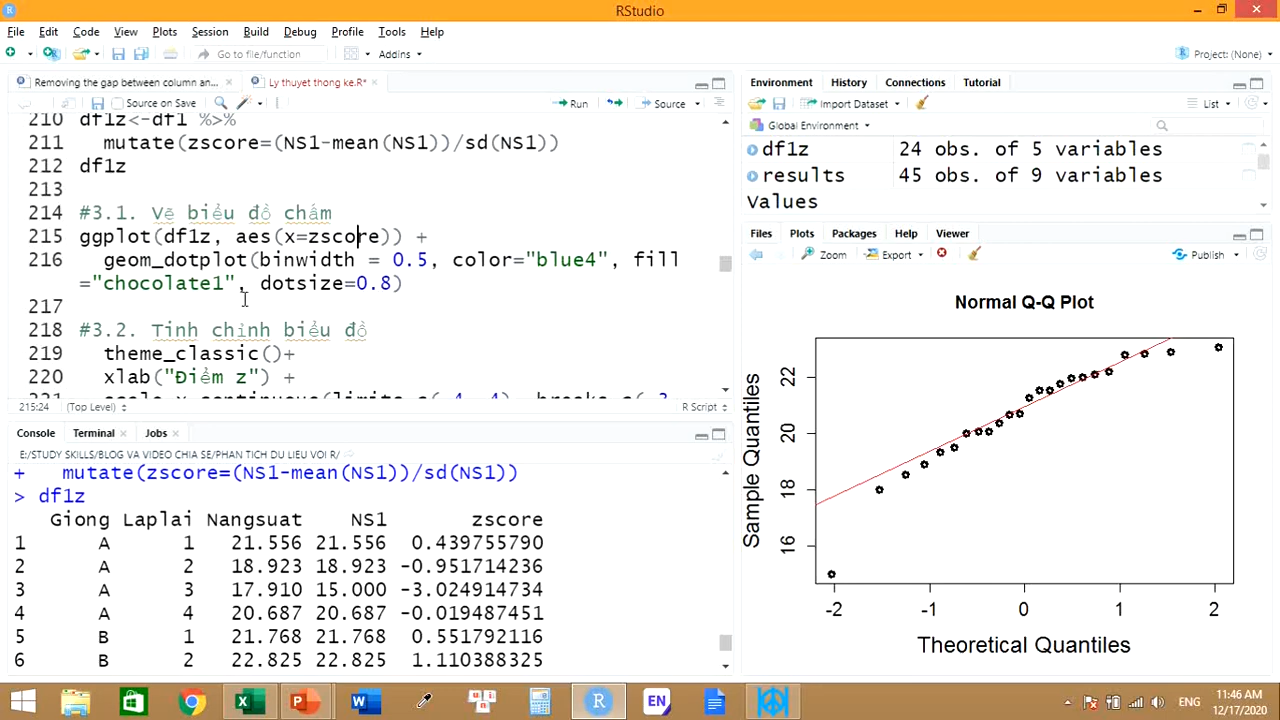 RStudio
File Edit Code View Plots Session Build Debug Profile Tools Help
Go to file/function Addins Project: (None)
Removing the gap between column an... Ly thuyet thong ke.R*
Source on Save Run Source
210 df1z<-df1 %>%
211 mutate(zscore=(NS1-mean(NS1))/sd(NS1))
212 df1z
213
214 #3.1. Vẽ biểu đồ chấm
215 ggplot(df1z, aes(x=zscore)) +
216 geom_dotplot(binwidth = 0.5, color="blue4", fill
="chocolate1", dotsize=0.8)
217
218 #3.2. Tinh chỉnh biểu đồ
219 theme_classic()+
220 xlab("Điểm z") +
215:24 (Top Level) R Script
Console Terminal Jobs
E:/STUDY SKILLS/BLOG VA VIDEO CHIA SE/PHAN TICH DU LIEU VOI R/
+ mutate(zscore=(NS1-mean(NS1))/sd(NS1))
> df1z
Giong Laplai Nangsuat NS1 zscore
1 A 1 21.556 21.556 0.439755790
2 A 2 18.923 18.923 -0.951714236
3 A 3 17.910 15.000 -3.024914734
4 A 4 20.687 20.687 -0.019487451
5 B 1 21.768 21.768 0.551792116
6 B 2 22.825 22.825 1.110388325
Environment History Connections Tutorial
Import Dataset List
Global Environment
df1z 24 obs. of 5 variables
results 45 obs. of 9 variables
Values
Files Plots Packages Help Viewer
Zoom Export Publish
Normal Q-Q Plot
Sample Quantiles
22
20
18
16
-2 -1 0 1 2
Theoretical Quantiles
EN
ENG
11:46 AM
12/17/2020